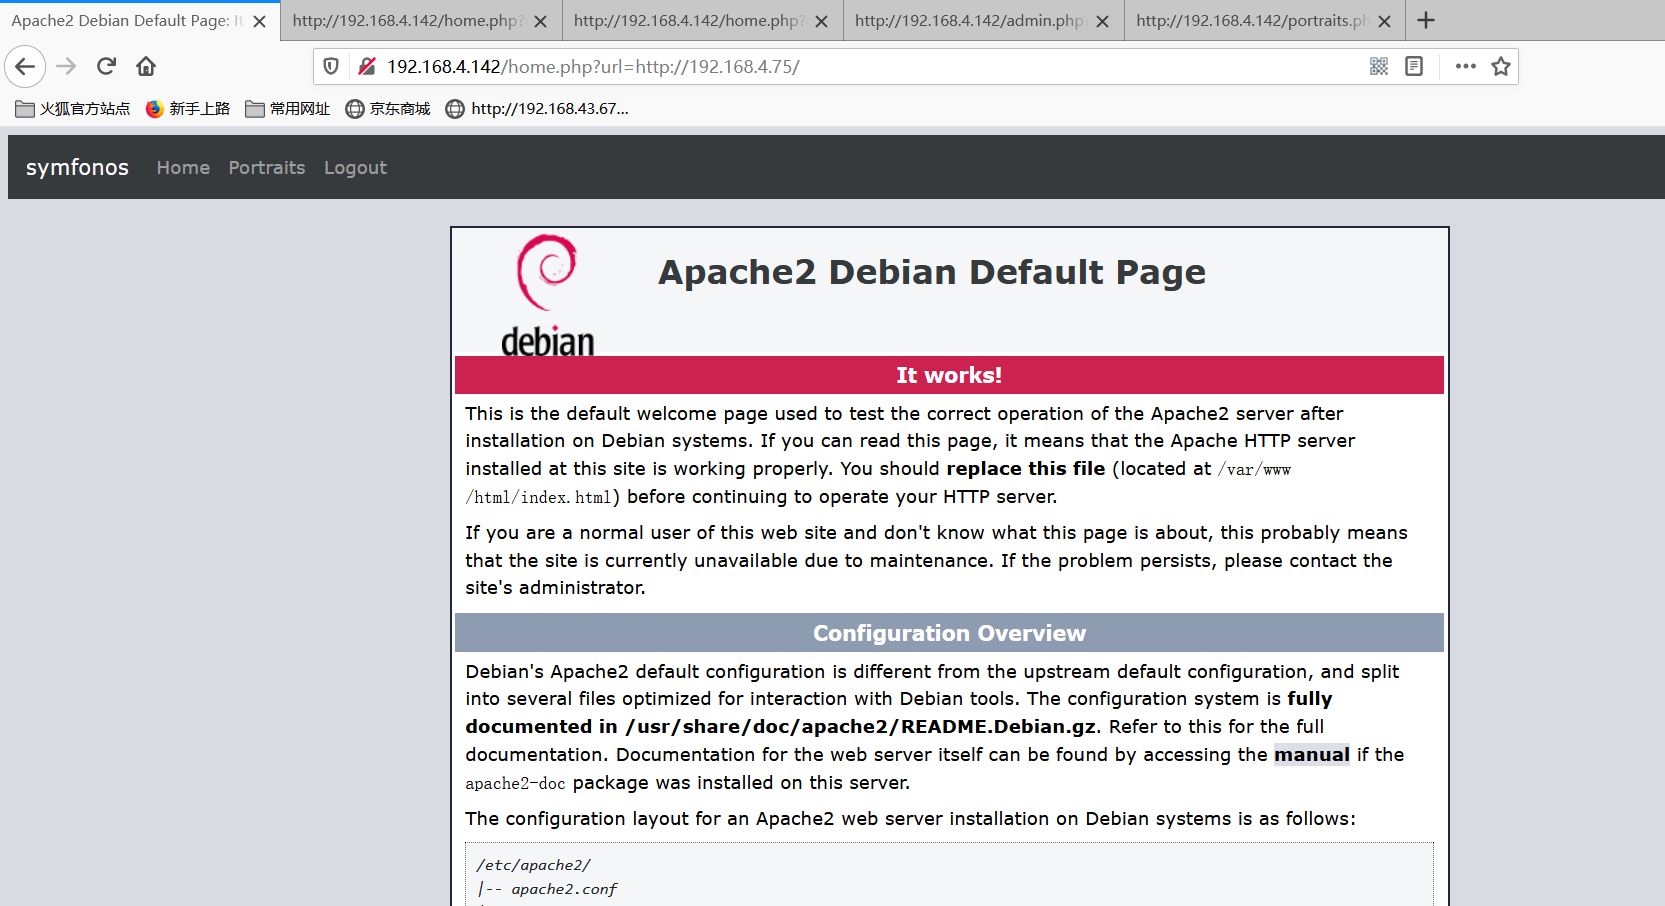 Apache2 Debian Default Page: It
http://192.168.4.142/home.php?
http://192.168.4.142/home.php?
http://192.168.4.142/admin.php?
http://192.168.4.142/portraits.ph
192.168.4.142/home.php?url=http://192.168.4.75/
火狐官方站点 新手上路 常用网址 京东商城 http://192.168.43.67...
symfonos Home Portraits Logout
debian
Apache2 Debian Default Page
It works!
This is the default welcome page used to test the correct operation of the Apache2 server after
installation on Debian systems. If you can read this page, it means that the Apache HTTP server
installed at this site is working properly. You should replace this file (located at /var/www
/html/index.html) before continuing to operate your HTTP server.
If you are a normal user of this web site and don't know what this page is about, this probably means
that the site is currently unavailable due to maintenance. If the problem persists, please contact the
site's administrator.
Configuration Overview
Debian's Apache2 default configuration is different from the upstream default configuration, and split
into several files optimized for interaction with Debian tools. The configuration system is fully
documented in /usr/share/doc/apache2/README.Debian.gz. Refer to this for the full
documentation. Documentation for the web server itself can be found by accessing the manual if the
apache2-doc package was installed on this server.
The configuration layout for an Apache2 web server installation on Debian systems is as follows:
/etc/apache2/
|-- apache2.conf